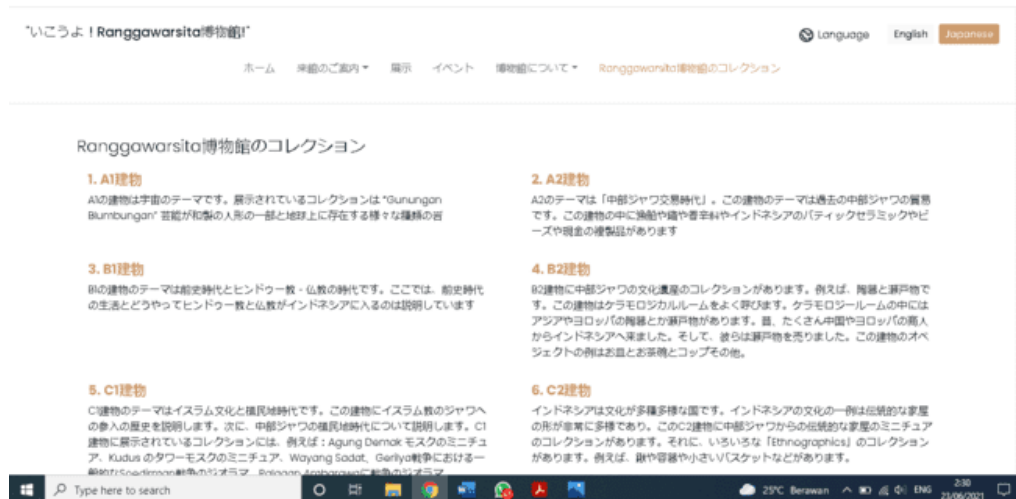 "いこうよ！Ranggawarsita博物館!"
Language English Japanese
ホーム 来館のご案内 展示 イベント 博物館について Ranggawarsita博物館のコレクション
Ranggawarsita博物館のコレクション
1. A1建物
A1の建物は宇宙のテーマです。展示されているコレクションは "Gunungan
Blumbungan" 芸能が和製の人形の一部と地球上に存在する様々な種類の岩
2. A2建物
A2のテーマは「中部ジャワ交易時代」。この建物のテーマは過去の中部ジャワの貿易
です。この建物の中に漁船や錨や香辛料やインドネシアのバティックセラミックやビ
ーズや現金の複製品があります
3. B1建物
B1の建物のテーマは前史時代とヒンドゥー教・仏教の時代です。ここでは、前史時代
の生活とどうやってヒンドゥー教と仏教がインドネシアに入るのは説明しています
4. B2建物
B2建物に中部ジャワの文化遺産のコレクションがあります。例えば、陶器と瀬戸物で
す。この建物はケラモロジカルルームをよく呼びます。ケラモロジールームの中には
アジアやヨロッパの陶器とか瀬戸物があります。昔、たくさん中国やヨロッパの商人
からインドネシアへ来ました。そして、彼らは瀬戸物を売りました。この建物のオベ
ジェクトの例はお皿とお茶碗とコップその他。
5. C1建物
C1建物のテーマはイスラム文化と植民地時代です。この建物にイスラム教のジャワへ
の参入の歴史を説明します。次に、中部ジャワの植民地時代について説明します。C1
建物に展示されているコレクションには、例えば：Agung Demak モスクのミニチュ
ア、Kudus のタワーモスクのミニチュア、Wayang Sadat、Gerilya戦争における一
般的なSoedirman戦争のジオラマ、Palagan Ambarawaに戦争のジオラマ
6. C2建物
インドネシアは文化が多種多様な国です。インドネシアの文化の一例は伝統的な家屋
の形が非常に多様であり。このC2建物に中部ジャワからの伝統的な家屋のミニチュア
のコレクションがあります。それに、いろいろな「Ethnographics」のコレクション
があります。例えば、鍬や容器や小いバスケットなどがあります。
Type here to search
25°C Berawan ENG 2:30
23/06/2021